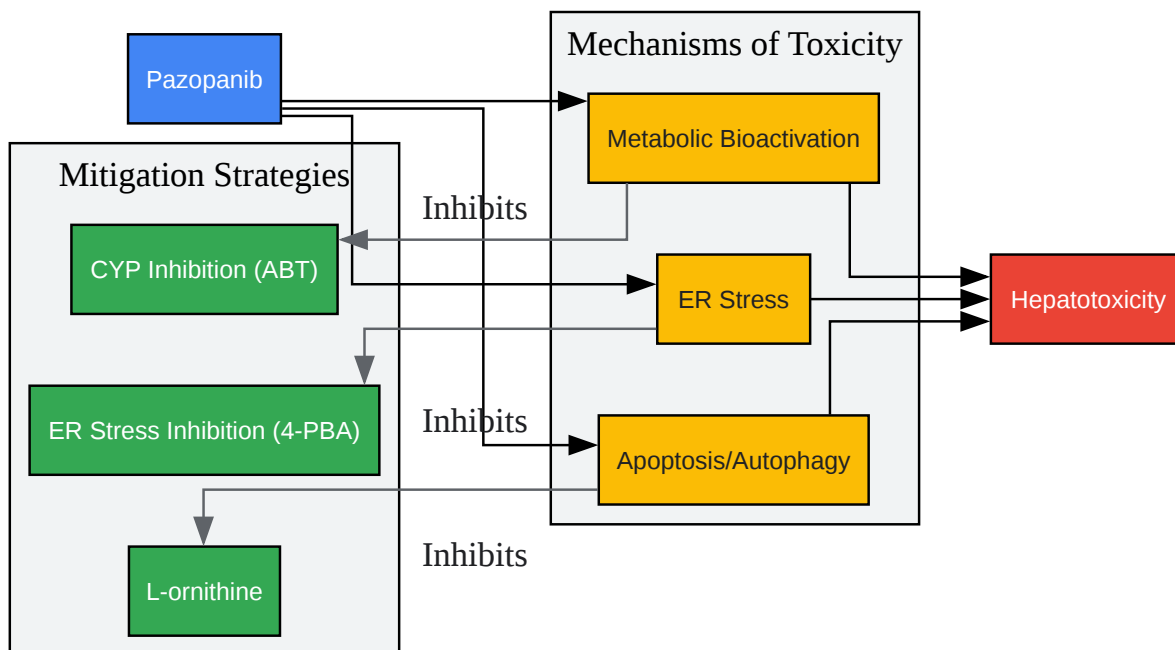 Pazopanib
Mechanisms of Toxicity
Metabolic Bioactivation
Mitigation Strategies
Inhibits
CYP Inhibition (ABT)
ER Stress
Hepatotoxicity
Inhibits
ER Stress Inhibition (4-PBA)
Apoptosis/Autophagy
Inhibits
L-ornithine